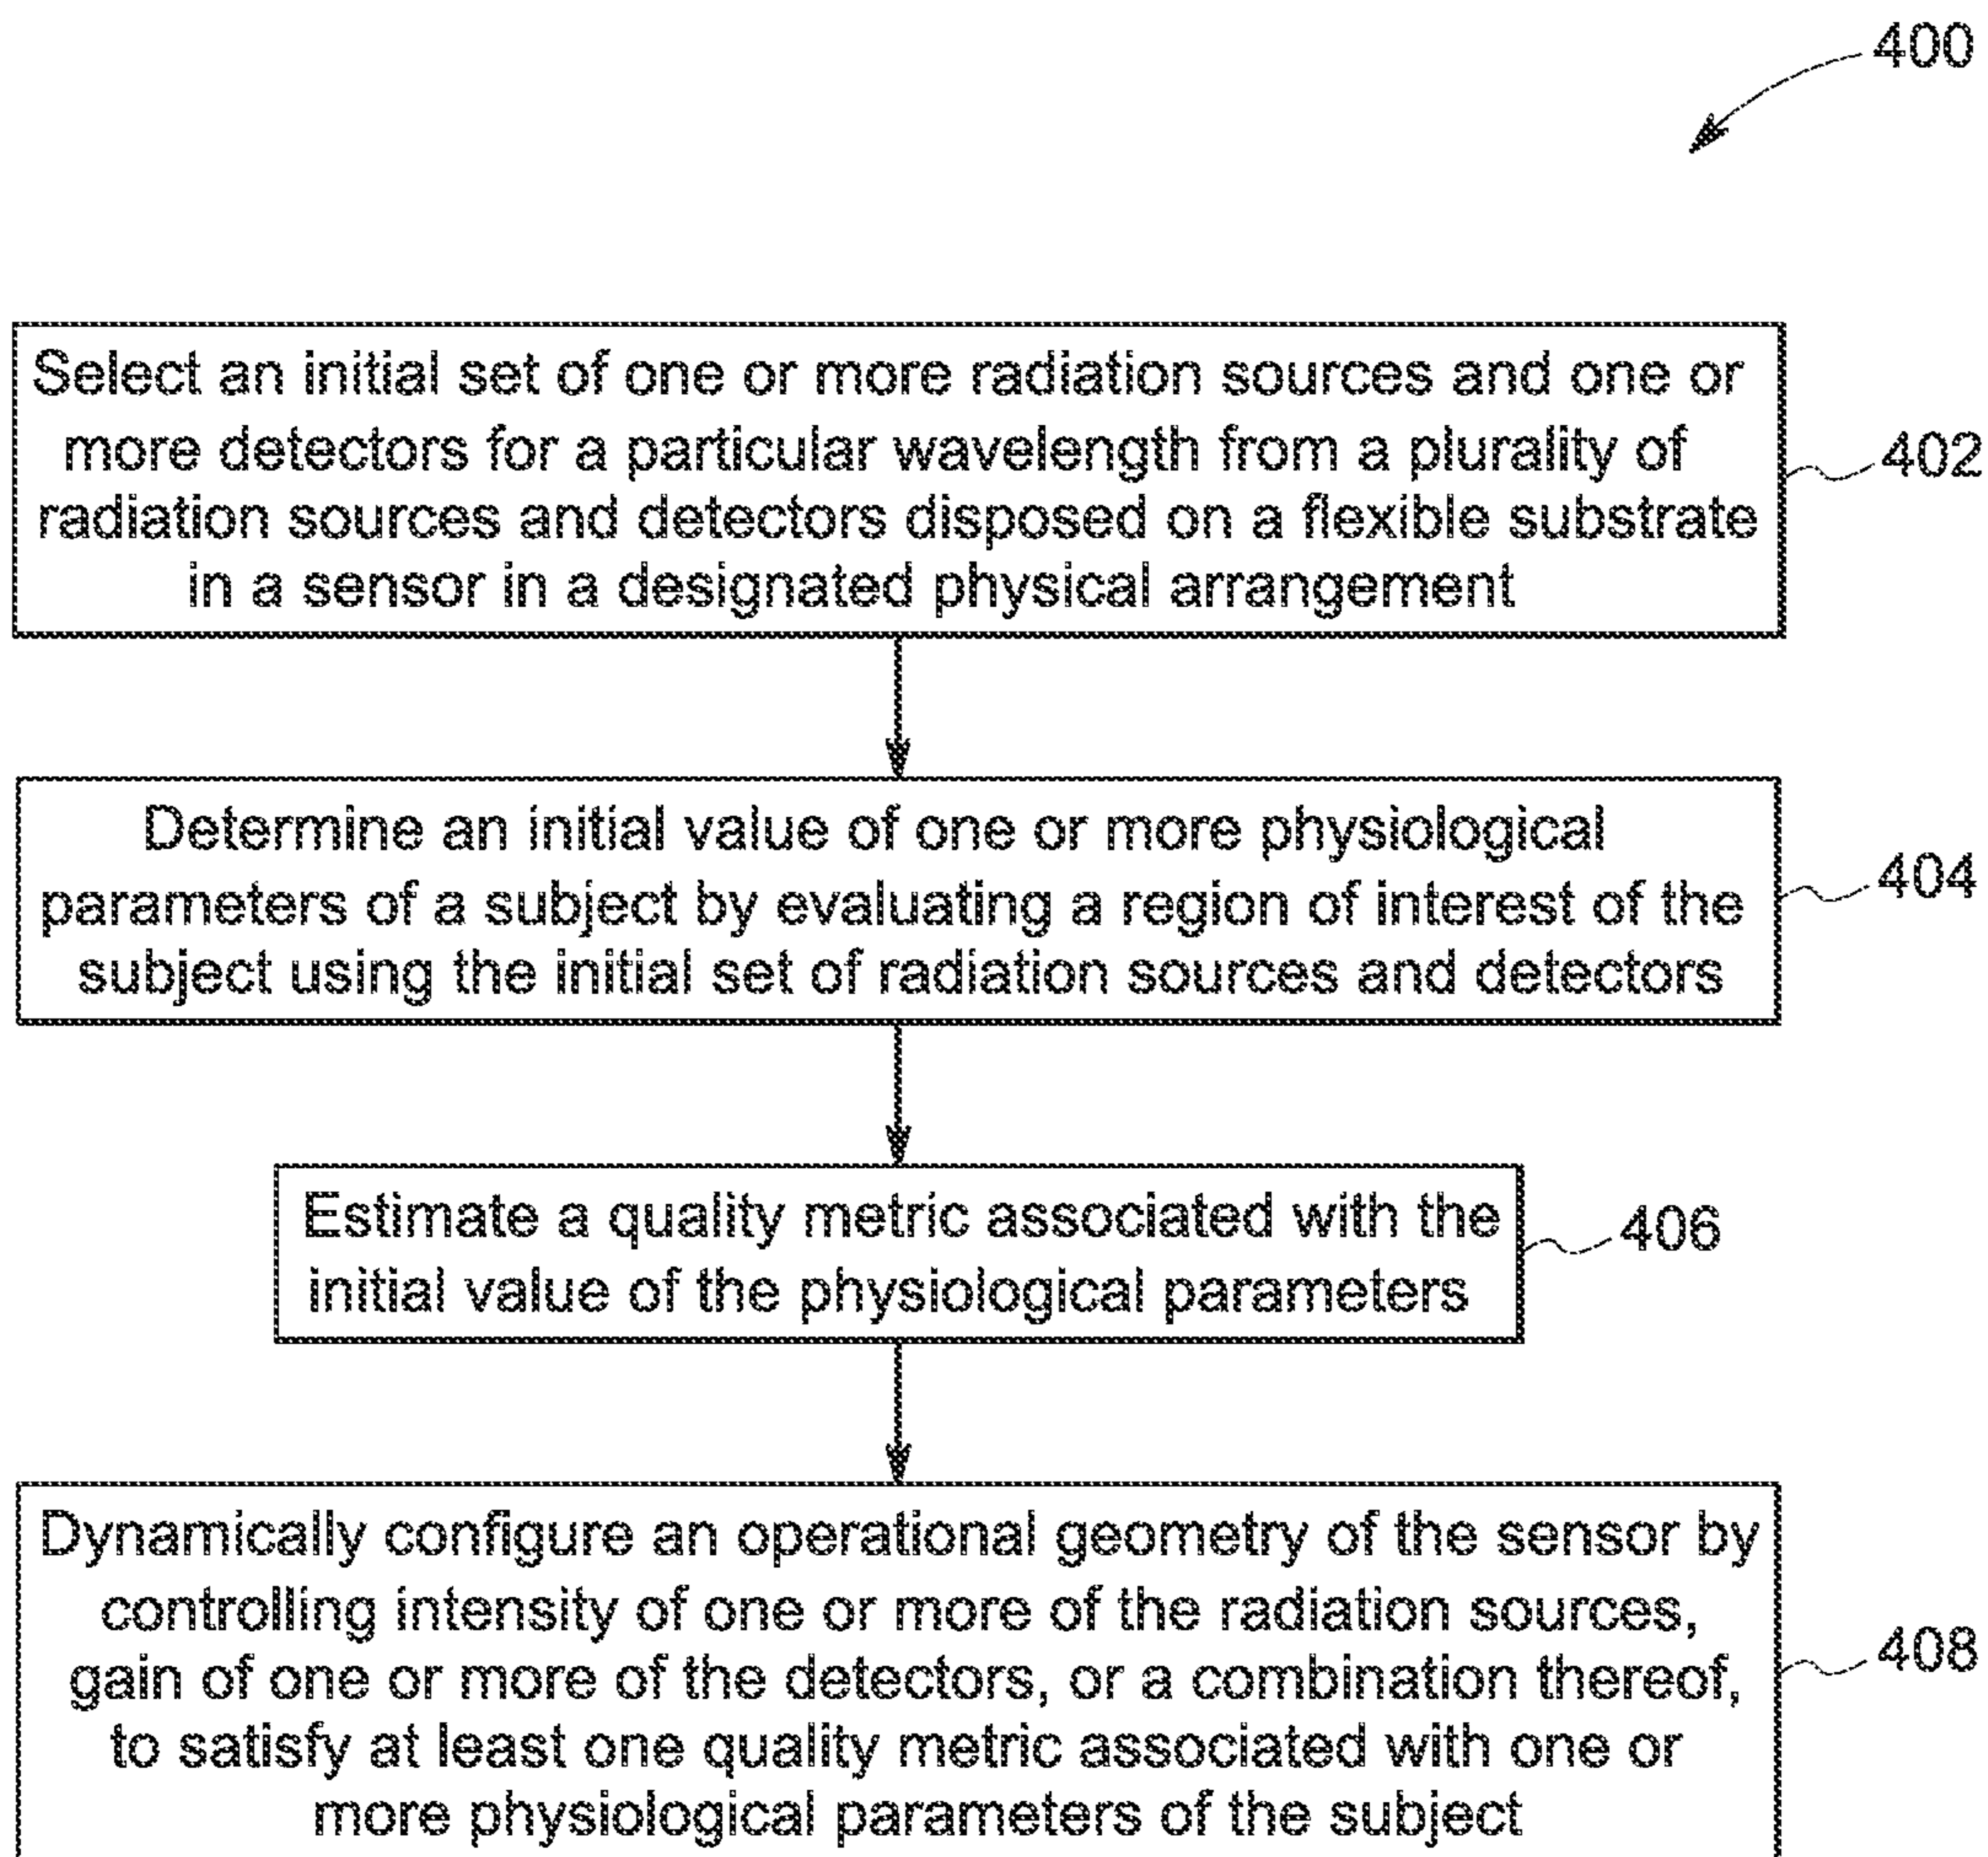 400
Select an initial set of one or more radiation sources and one or
more detectors for a particular wavelength from a plurality of
radiation sources and detectors disposed on a flexible substrate
in a sensor in a designated physical arrangement
402
Determine an initial value of one or more physiological
parameters of a subject by evaluating a region of interest of the
subject using the initial set of radiation sources and detectors
404
Estimate a quality metric associated with the
initial value of the physiological parameters
406
Dynamically configure an operational geometry of the sensor by
controlling intensity of one or more of the radiation sources,
gain of one or more of the detectors, or a combination thereof,
to satisfy at least one quality metric associated with one or
more physiological parameters of the subject
408